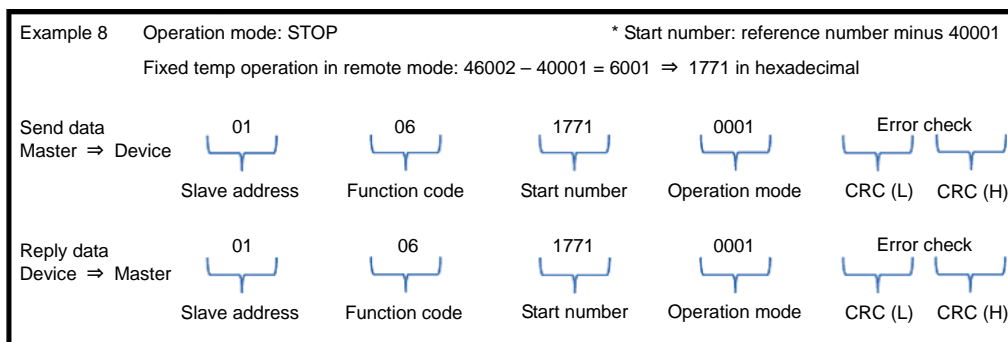 Example 8 Operation mode: STOP * Start number: reference number minus 40001
Fixed temp operation in remote mode: 46002 – 40001 = 6001 ⇒ 1771 in hexadecimal
Send data 01 06 1771 0001 Error check
Master ⇒ Device
Slave address Function code Start number Operation mode CRC (L) CRC (H)
Reply data 01 06 1771 0001 Error check
Device ⇒ Master
Slave address Function code Start number Operation mode CRC (L) CRC (H)